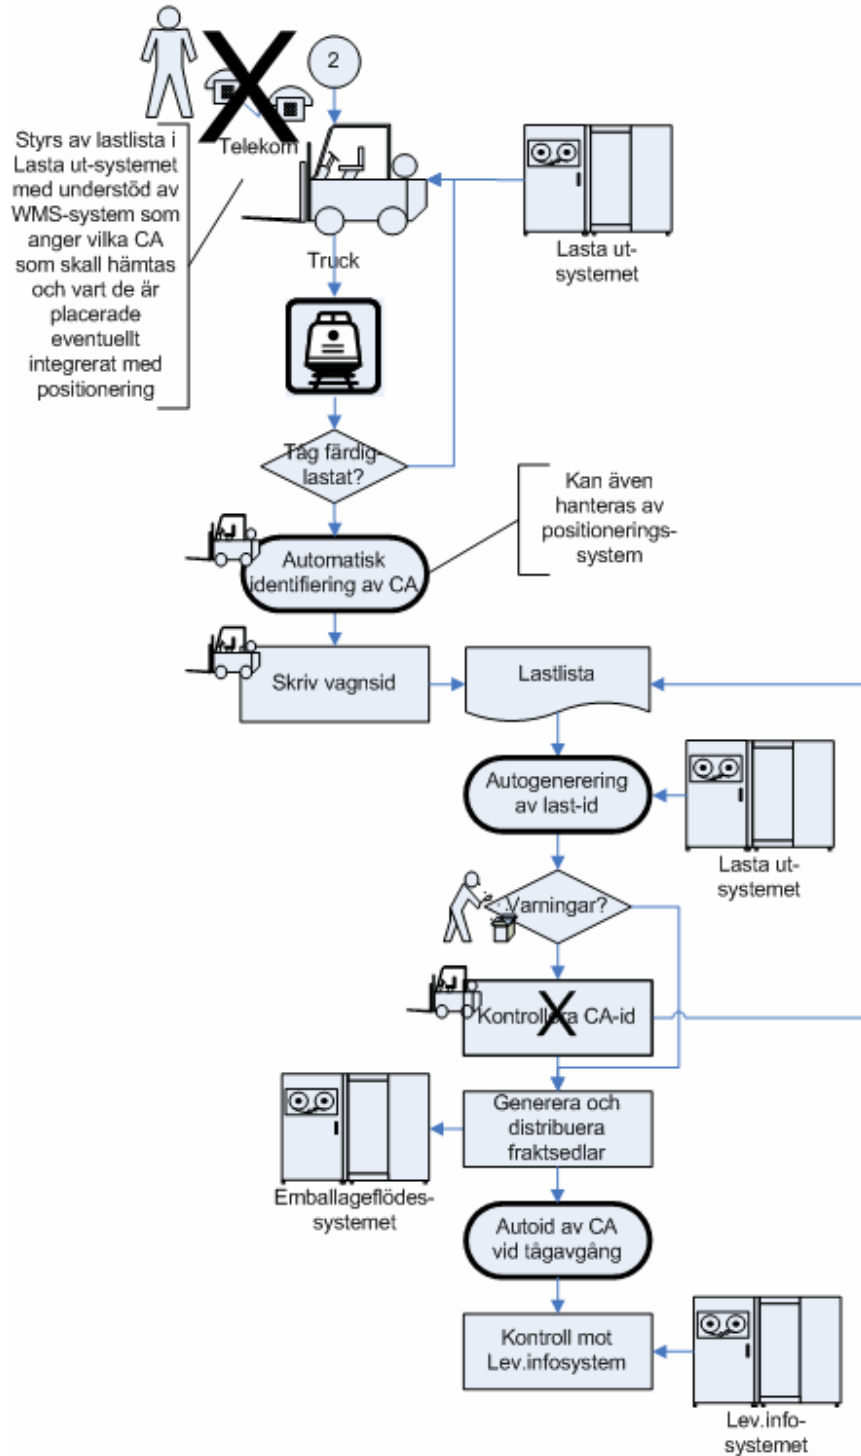 2
Telekom
Styrs av lastlista i
Lasta ut-systemet
med understöd av
WMS-system som
anger vilka CA
som skall hämtas
och vart de är
placerade
eventuellt
integrerat med
positionering
Truck
Lasta ut-
systemet
Tåg färdig-
lastat?
Kan även
hanteras av
positionerings-
system
Automatisk
identifiering av CA
Skriv vagnsid
Lastlista
Autogenerering
av last-id
Lasta ut-
systemet
Varningar?
Kontrollera CA-id
Generera och
distribuera
fraktsedlar
Emballageflödes-
systemet
Autoid av CA
vid tågavgång
Kontroll mot
Lev.infosystem
Lev.info-
systemet